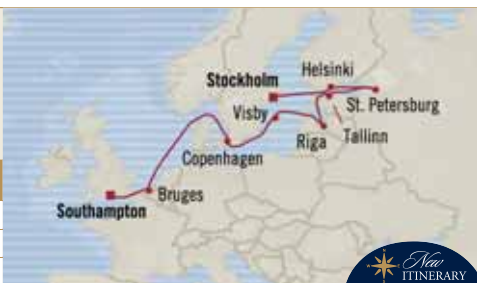 Helsinki
Stockholm
St. Petersburg
Visby
Tallinn
Riga
Copenhagen
Bruges
Southampton
New
ITINERARY